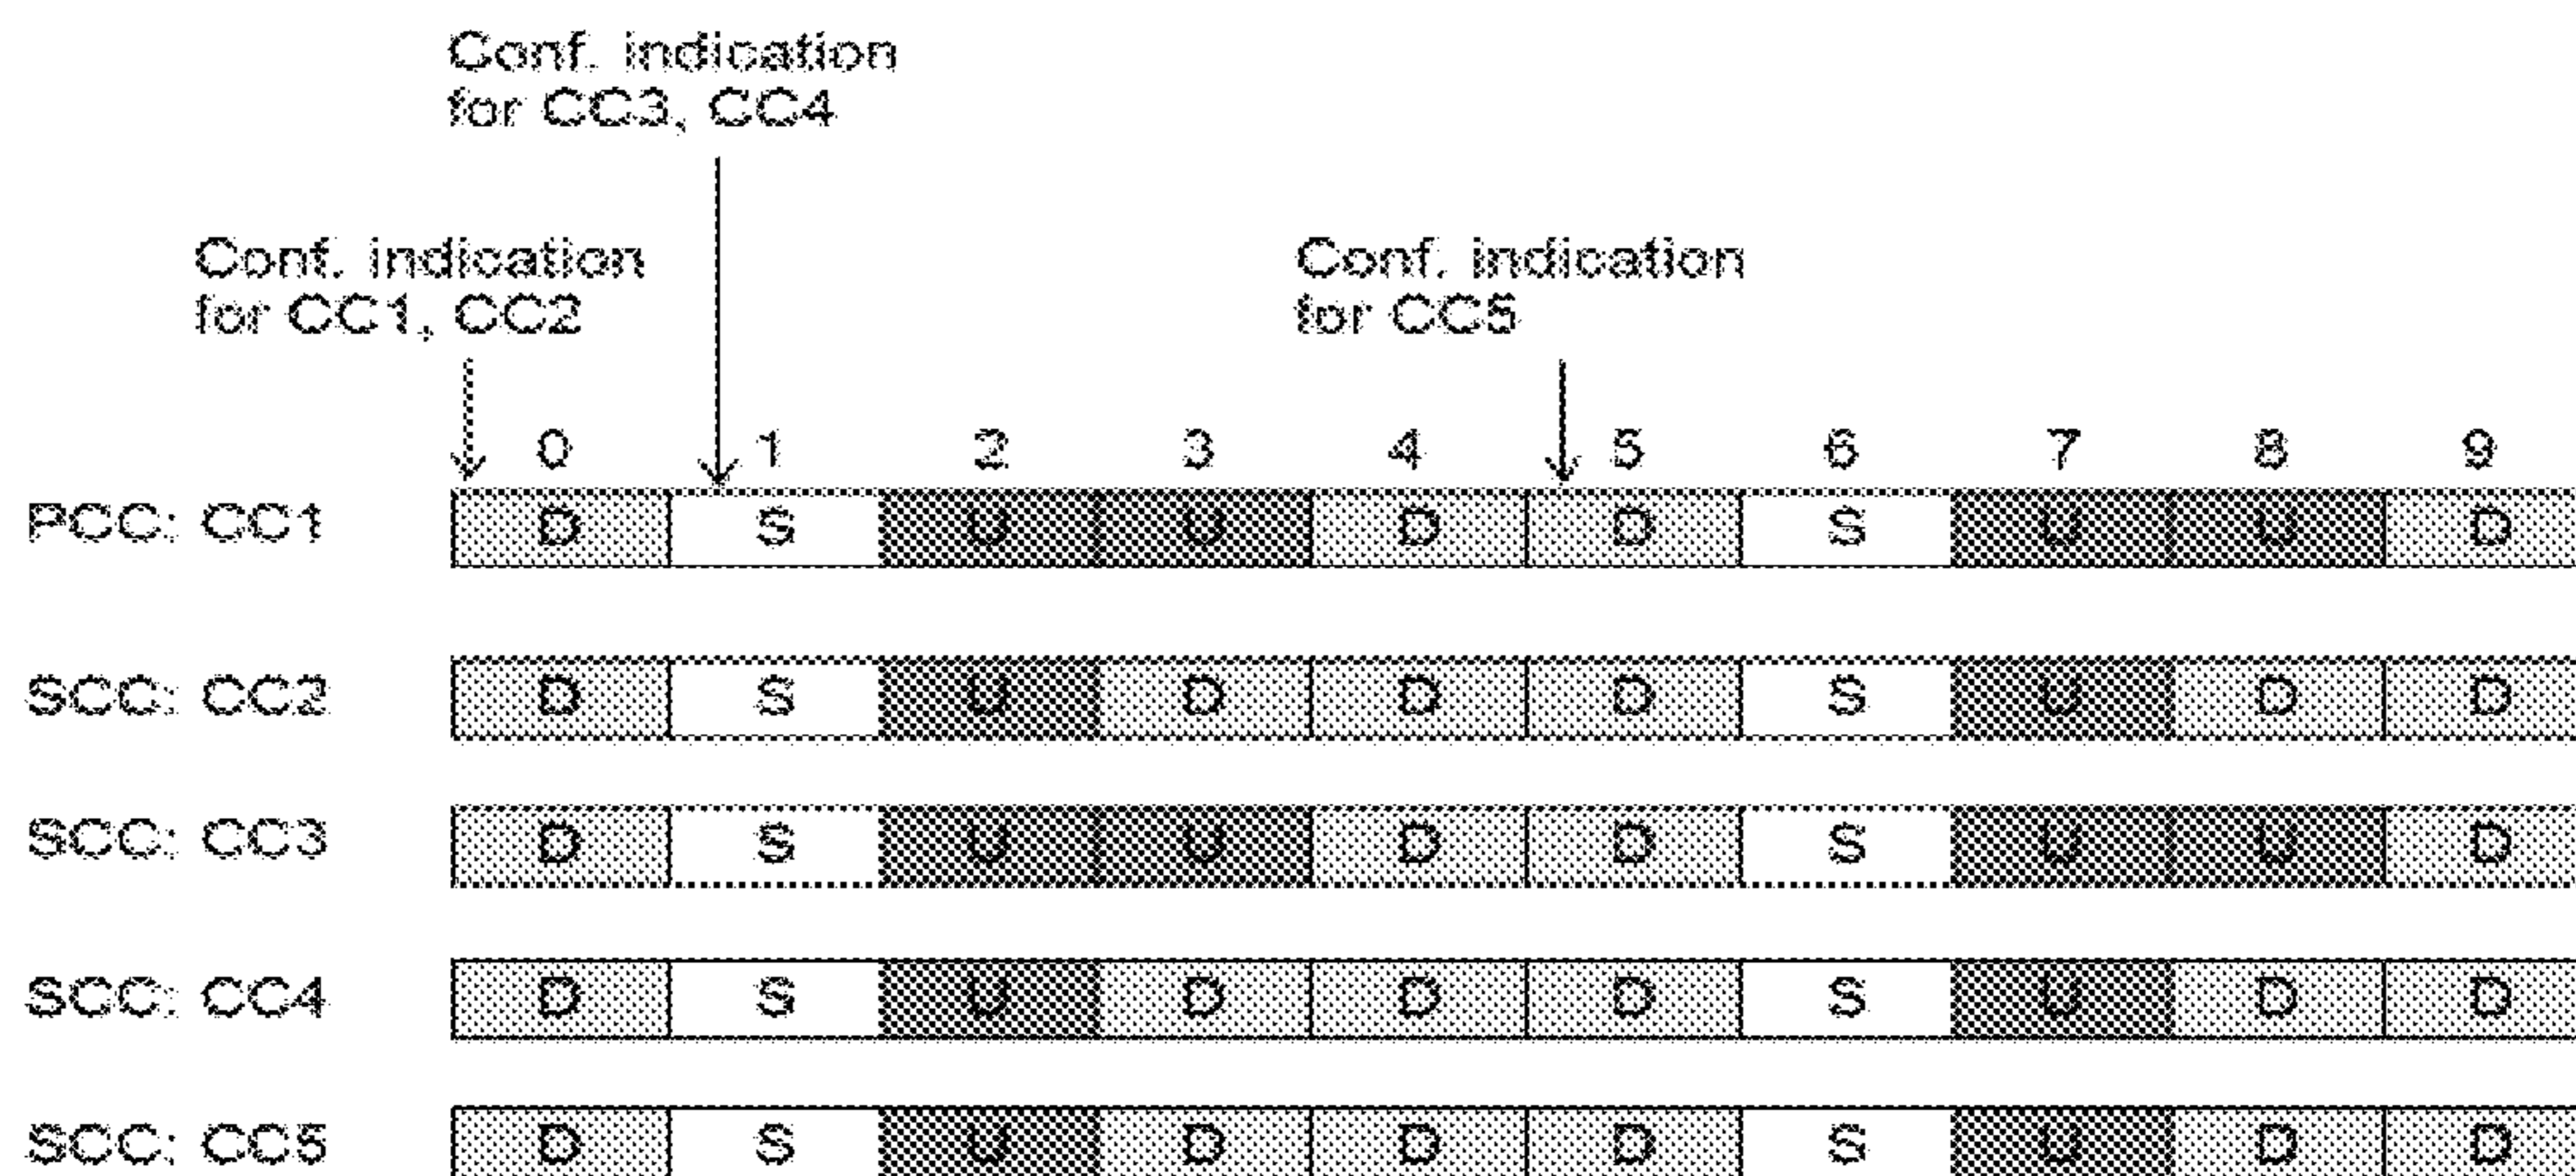 Conf. indication
for CC3, CC4
Conf. indication
for CC1, CC2
Conf. indication
for CC5
0 1 2 3 4 5 6 7 8 9
PCC: CC1 D S U U D D S U U D
SCC: CC2 D S U D D D S U D D
SCC: CC3 D S U U D D S U U D
SCC: CC4 D S U D D D S U D D
SCC: CC5 D S U D D D S U D D